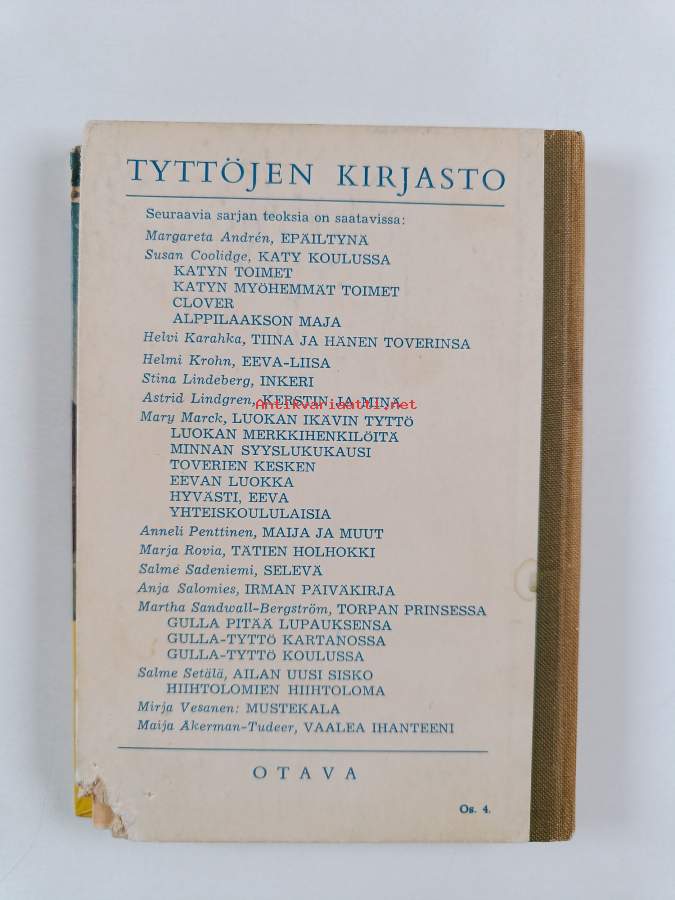 TYTTÖJEN KIRJASTO
Seuraavia sarjan teoksia on saatavissa:
Margareta Andrén, EPÄILTYNÄ
Susan Coolidge, KATY KOULUSSA
KATYN TOIMET
KATYN MYÖHEMMÄT TOIMET
CLOVER
ALPPILAAKSON MAJA
Helvi Karahka, TIINA JA HÄNEN TOVERINSA
Helmi Krohn, EEVA-LIISA
Stina Lindeberg, INKERI
Astrid Lindgren, KERSTIN JA MINÄ
Antikvariaatti.net
Mary Marck, LUOKAN IKÄVIN TYTTÖ
LUOKAN MERKKIHENKILÖITÄ
MINNAN SYYSLUKUKAUSI
TOVERIEN KESKEN
EEVAN LUOKKA
HYVÄSTI, EEVA
YHTEISKOULULAISIA
Anneli Penttinen, MAIJA JA MUUT
Marja Rovia, TÄTIEN HOLHOKKI
Salme Sadeniemi, SELEVÄ
Anja Salomies, IRMAN PÄIVÄKIRJA
Martha Sandwall-Bergström, TORPAN PRINSESSA
GULLA PITÄÄ LUPAUKSENSA
GULLA-TYTTÖ KARTANOSSA
GULLA-TYTTÖ KOULUSSA
Salme Setälä, AILAN UUSI SISKO
HIIHTOLOMIEN HIIHTOLOMA
Mirja Vesanen: MUSTEKALA
Maija Akerman-Tudeer, VAALEA IHANTEENI
OTAVA
Os. 4.